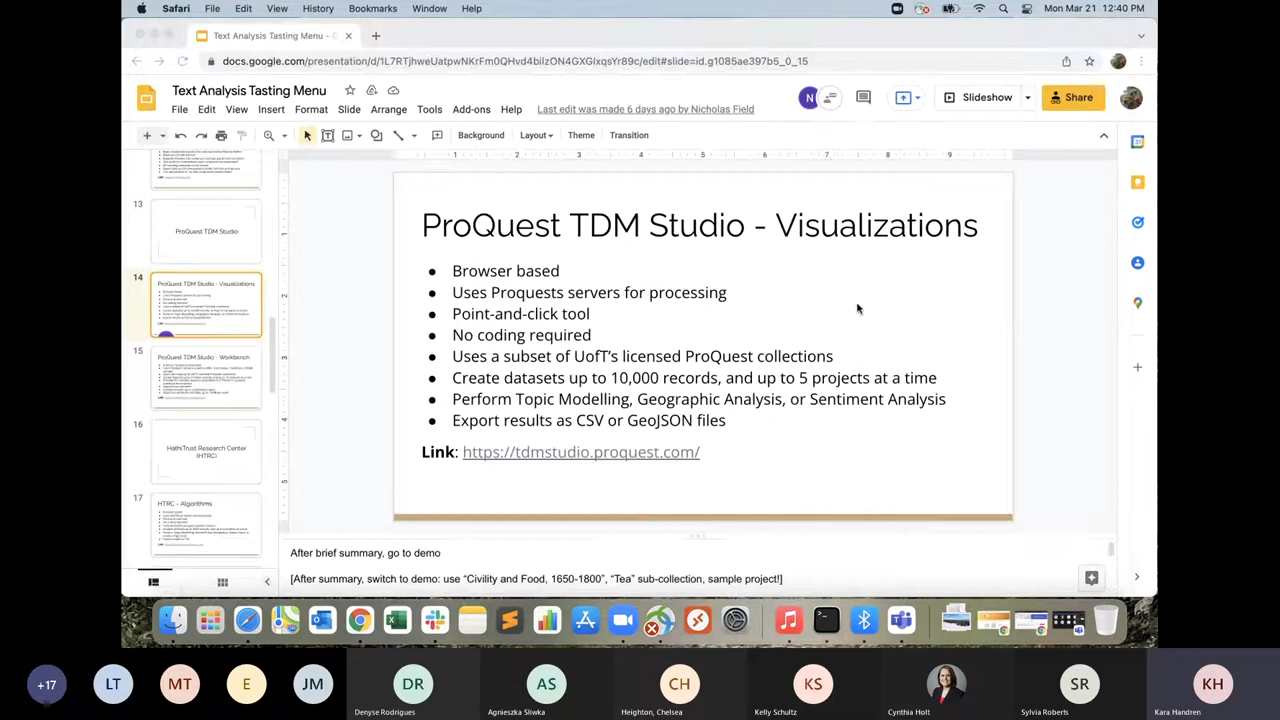 Safari File Edit View History Bookmarks Window Help Mon Mar 21 12:40 PM
Text Analysis Tasting Menu - G
docs.google.com/presentation/d/1L7RTjhweUatpwNKrFm0QHvd4bilzON4GXGlxqsYr89c/edit#slide=id.g1085ae397b5_0_15
Text Analysis Tasting Menu
N
Slideshow
Share
File Edit View Insert Format Slide Arrange Tools Add-ons Help Last edit was made 6 days ago by Nicholas Field
Background Layout Theme Transition
13
ProQuest TDM Studio
14
ProQuest TDM Studio - Visualizations
15
ProQuest TDM Studio - Workbench
16
HathiTrust Research Center
(HTRC)
17
HTRC - Algorithms
ProQuest TDM Studio - Visualizations
● Browser based
● Uses Proquests servers for processing
● Point-and-click tool
● No coding required
● Uses a subset of UofT's licensed ProQuest collections
● Create datasets up to 10,000 records, and up to 5 projects at a time
● Perform Topic Modelling, Geographic Analysis, or Sentiment Analysis
● Export results as CSV or GeoJSON files
Link: https://tdmstudio.proquest.com/
After brief summary, go to demo
[After summary, switch to demo: use "Civility and Food, 1650-1800", "Tea" sub-collection, sample project!]
+17 LT MT E JM DR AS CH KS SR KH
Denyse Rodrigues Agnieszka Sliwka Heighton, Chelsea Kelly Schultz Cynthia Holt Sylvia Roberts Kara Handren